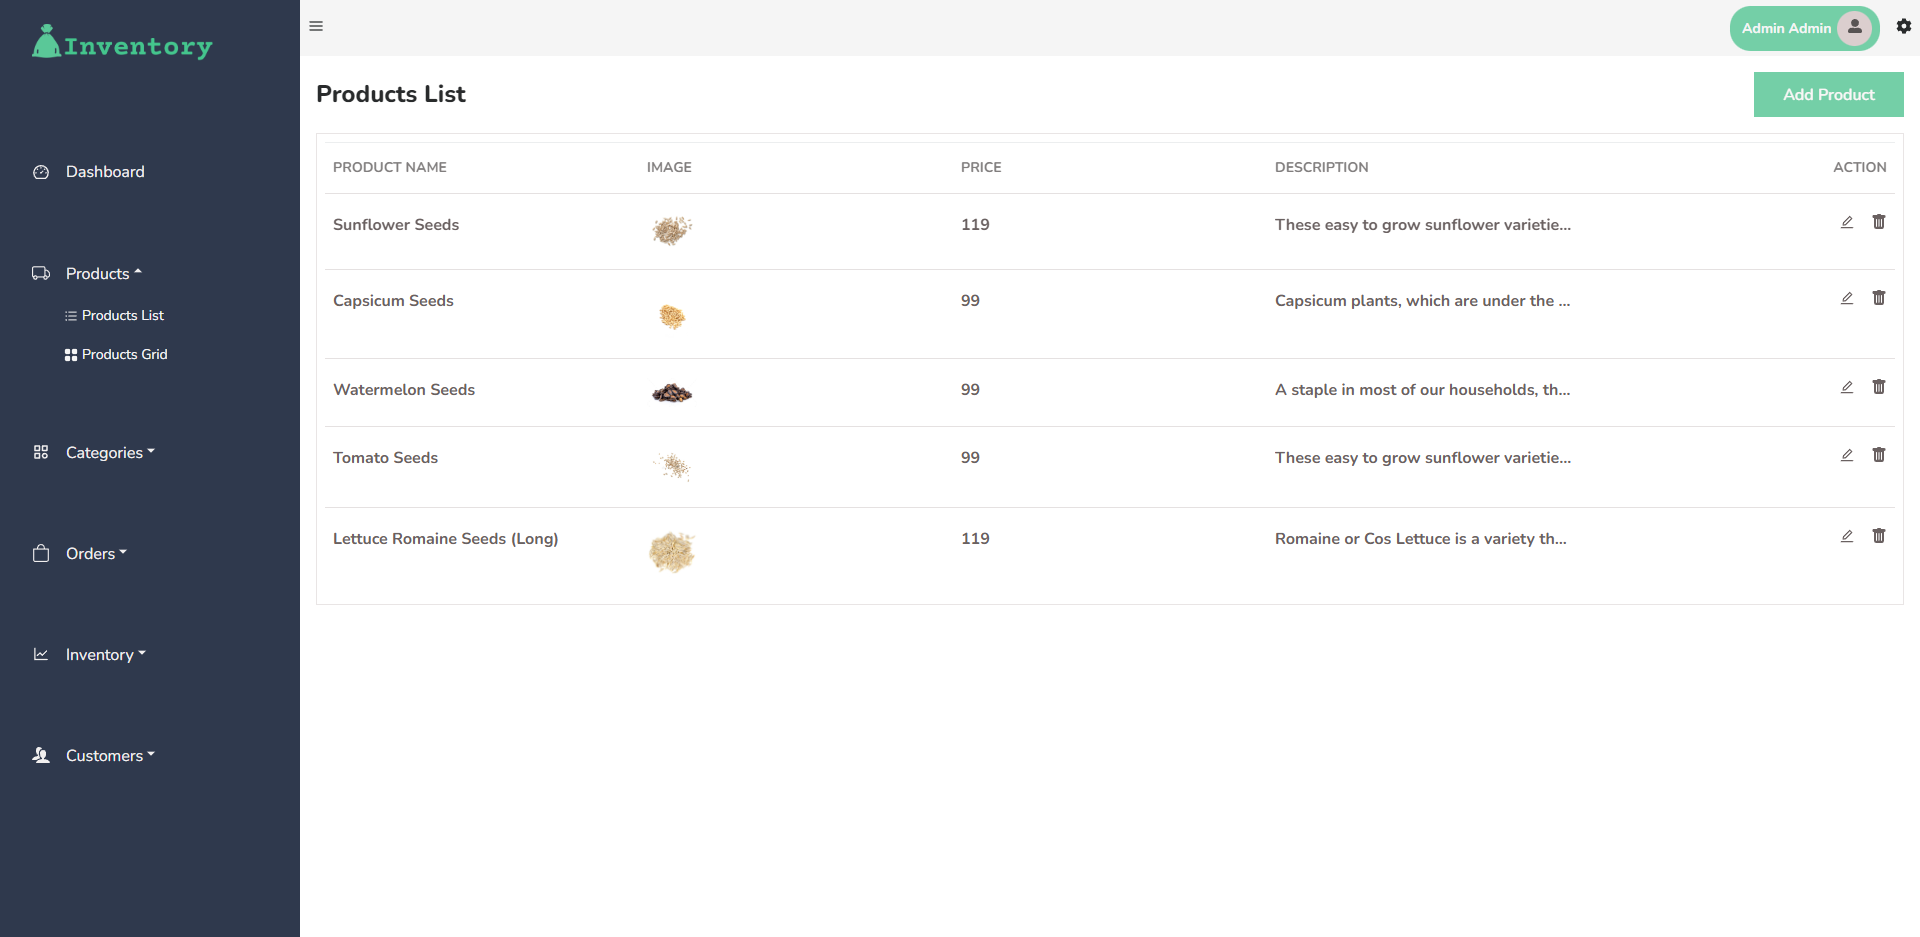 Inventory
Admin Admin
Dashboard
Products
Products List
Products Grid
Categories
Orders
Inventory
Customers
Products List
Add Product
PRODUCT NAME IMAGE PRICE DESCRIPTION ACTION
Sunflower Seeds 119 These easy to grow sunflower varietie...
Capsicum Seeds 99 Capsicum plants, which are under the ...
Watermelon Seeds 99 A staple in most of our households, th...
Tomato Seeds 99 These easy to grow sunflower varietie...
Lettuce Romaine Seeds (Long) 119 Romaine or Cos Lettuce is a variety th...